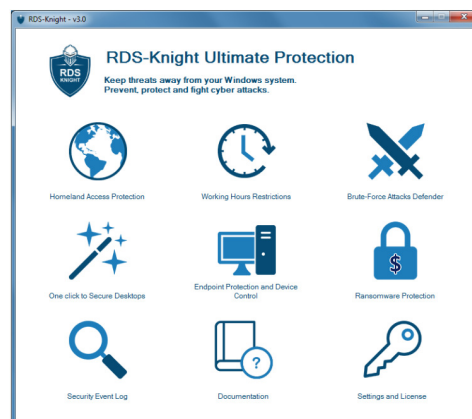 RDS-Knight - v3.0
RDS
KNIGHT
RDS-Knight Ultimate Protection
Keep threats away from your Windows system.
Prevent, protect and fight cyber attacks.
Homeland Access Protection
Working Hours Restrictions
Brute-Force Attacks Defender
One click to Secure Desktops
Endpoint Protection and Device
Control
$
Ransomware Protection
Security Event Log
?
Documentation
Settings and License